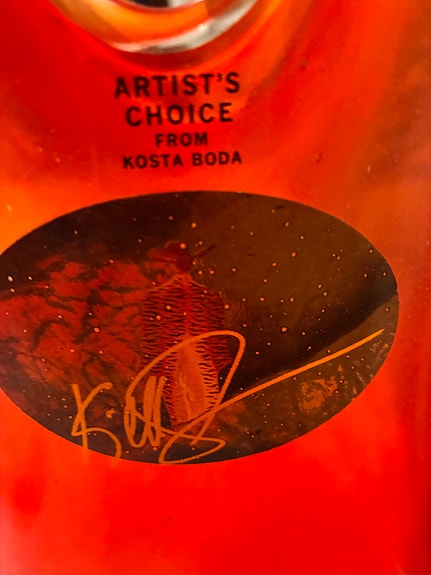 ARTIST'S
CHOICE
FROM
KOSTA BODA